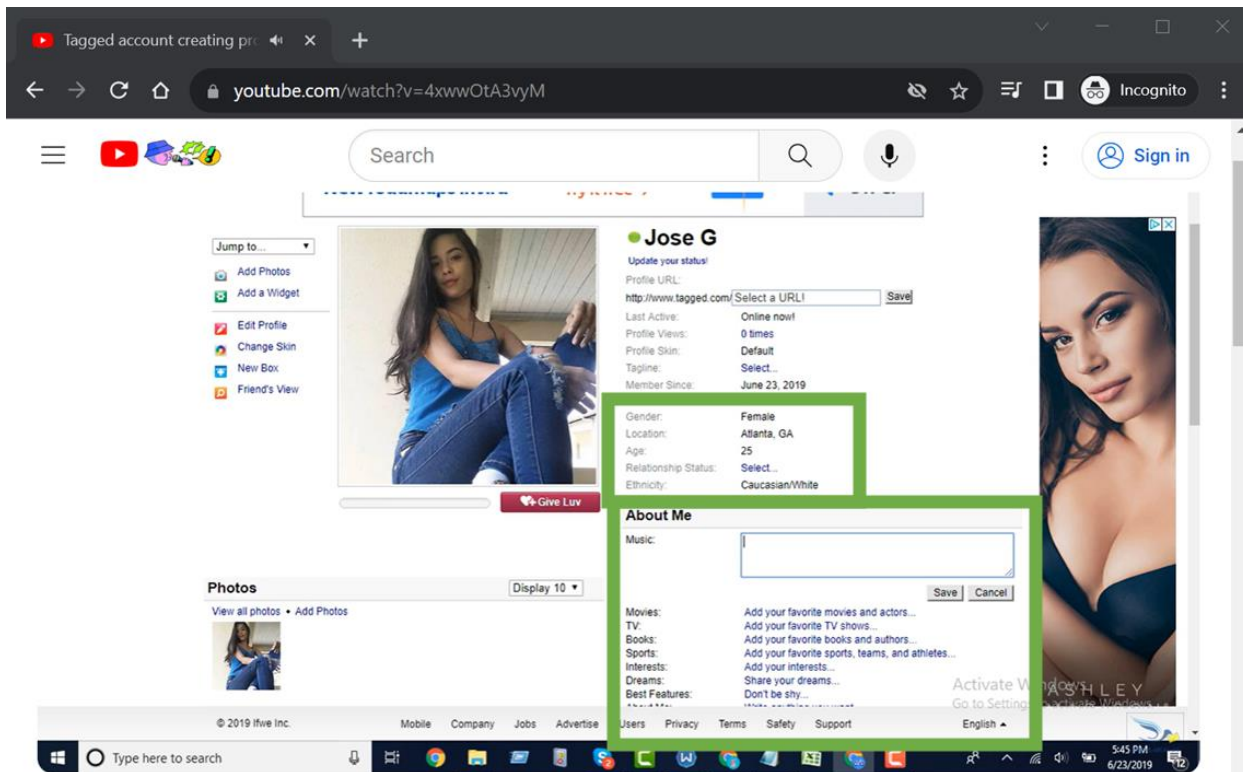 Tagged account creating pr
youtube.com/watch?v=4xwwOtA3vyM
Incognito
Search
Sign in
Jump to...
Add Photos
Add a Widget
Edit Profile
Change Skin
New Box
Friend's View
Give Luv
Jose G
Update your status!
Profile URL:
http://www.tagged.com/ Select a URL! Save
Last Active: Online now!
Profile Views: 0 times
Profile Skin: Default
Tagline: Select...
Member Since: June 23, 2019
Gender: Female
Location: Atlanta, GA
Age: 25
Relationship Status: Select...
Ethnicity: Caucasian/White
About Me
Music:
Save Cancel
Movies: Add your favorite movies and actors...
TV: Add your favorite TV shows...
Books: Add your favorite books and authors...
Sports: Add your favorite sports, teams, and athletes...
Interests: Add your interests...
Dreams: Share your dreams...
Best Features: Don't be shy...
Photos Display 10
View all photos • Add Photos
Activate Windows
Go to Settings to activate Windows.
ASHLEY
© 2019 Ifwe Inc. Mobile Company Jobs Advertise Users Privacy Terms Safety Support English
Type here to search
5:45 PM
6/23/2019
12